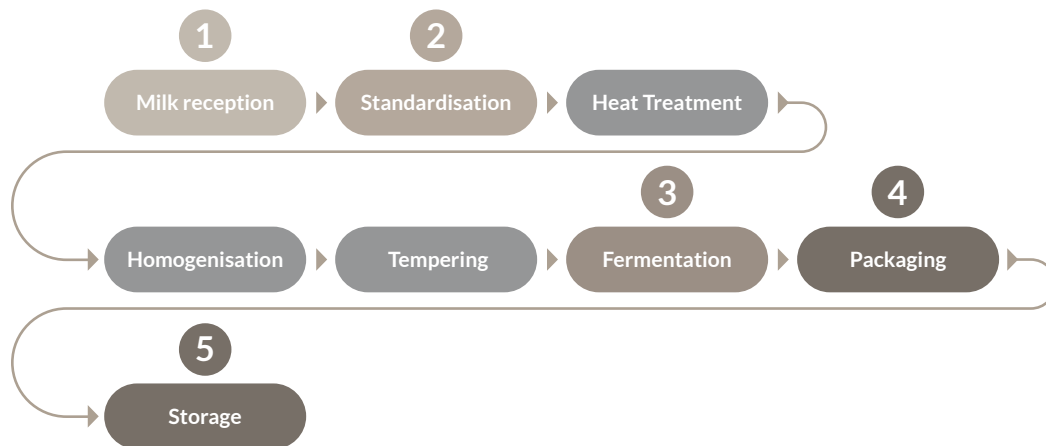 1
2
Milk reception
Standardisation
Heat Treatment
3
4
Homogenisation
Tempering
Fermentation
Packaging
5
Storage